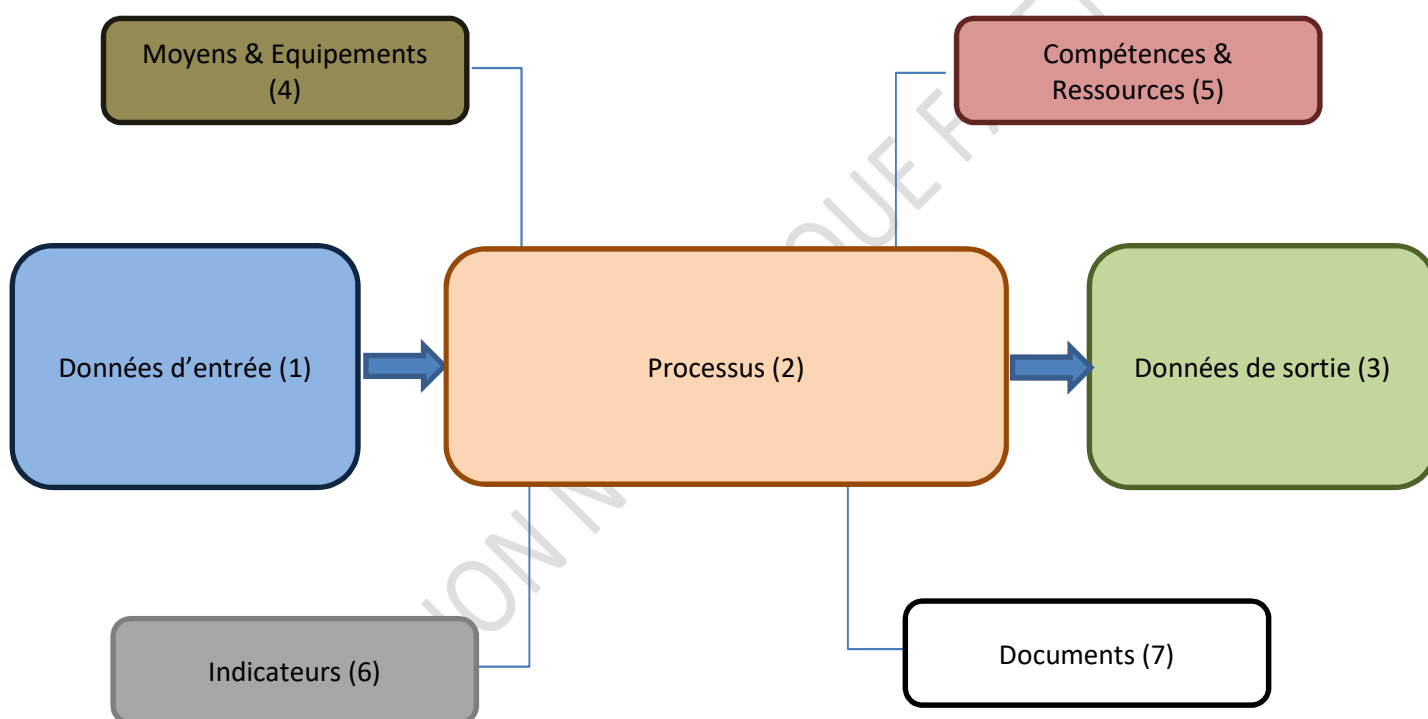 Moyens & Equipements
(4)
Compétences &
Ressources (5)
Données d’entrée (1)
Processus (2)
Données de sortie (3)
Indicateurs (6)
Documents (7)